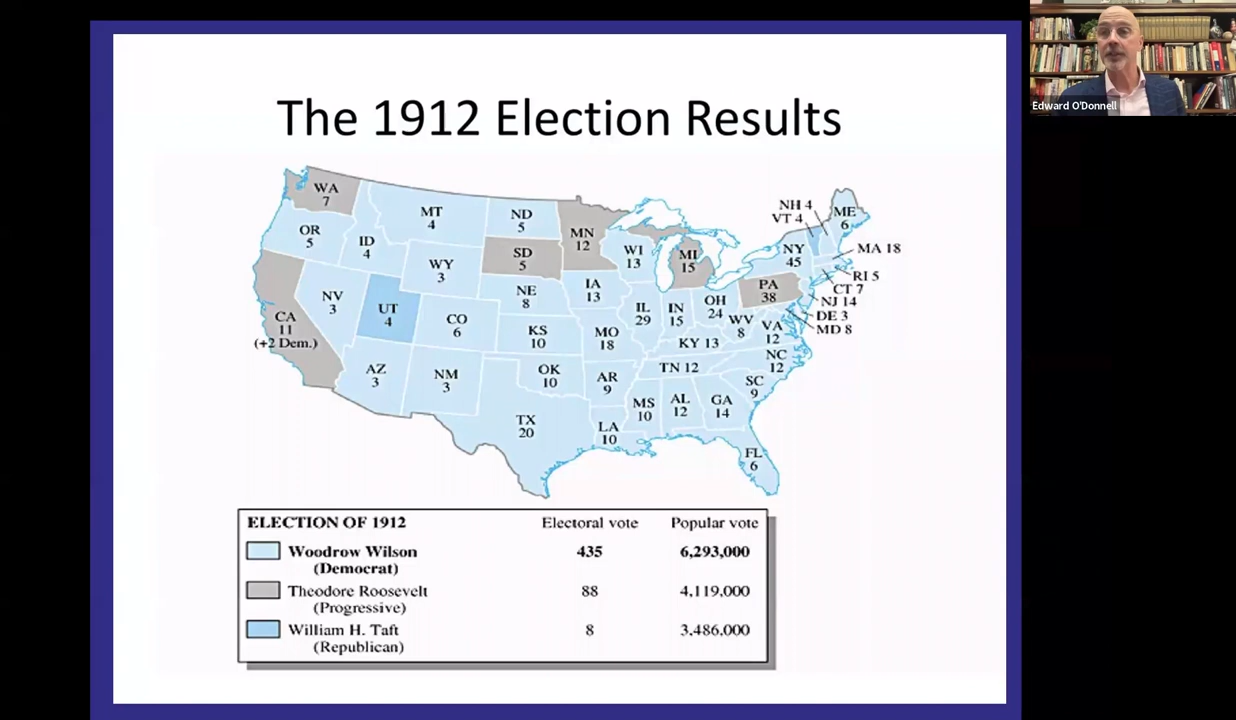 Edward O'Donnell
The 1912 Election Results
WA
7
OR
5
CA
11
(+2 Dem.)
NV
3
ID
4
MT
4
WY
3
UT
4
AZ
3
CO
6
NM
3
ND
5
SD
5
NE
8
KS
10
OK
10
TX
20
MN
12
IA
13
MO
18
AR
9
LA
10
WI
13
IL
29
MI
15
IN
15
OH
24
KY 13
TN 12
MS
10
AL
12
GA
14
FL
6
SC
9
NC
12
VA
12
WV
8
PA
38
NY
45
NH 4
VT 4
ME
6
MA 18
RI 5
CT 7
NJ 14
DE 3
MD 8
ELECTION OF 1912 Electoral vote Popular vote
Woodrow Wilson 435 6,293,000
(Democrat)
Theodore Roosevelt 88 4,119,000
(Progressive)
William H. Taft 8 3,486,000
(Republican)